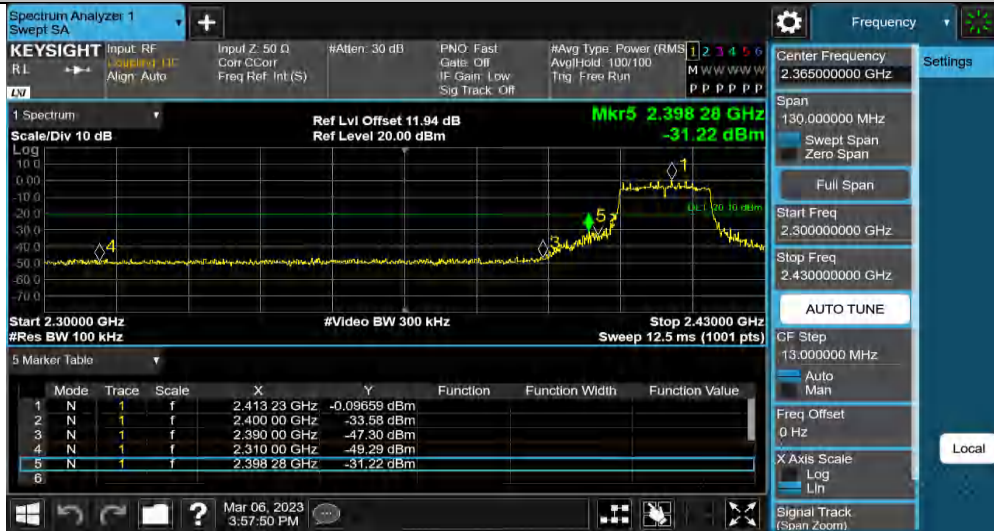 Spectrum Analyzer 1
Swept SA
Frequency
KEYSIGHT
RL
LXI
Input: RF
Coupling: DC
Align: Auto
Input Z: 50 Ω
Corr CCorr
Freq Ref: Int (S)
#Atten: 30 dB
PNO: Fast
Gate: Off
IF Gain: Low
Sig Track: Off
#Avg Type: Power (RMS
Avg|Hold: 100/100
Trig: Free Run
1 2 3 4 5 6
M W W W W W
P P P P P P
Center Frequency
2.365000000 GHz
Settings
1 Spectrum
Scale/Div 10 dB
Ref Lvl Offset 11.94 dB
Ref Level 20.00 dBm
Mkr5 2.398 28 GHz
-31.22 dBm
Span
130.000000 MHz
Swept Span
Zero Span
Full Span
Start Freq
2.300000000 GHz
Stop Freq
2.430000000 GHz
AUTO TUNE
CF Step
13.000000 MHz
Auto
Man
Freq Offset
0 Hz
X Axis Scale
Log
Lin
Signal Track
(Span Zoom)
Local
Log
10.0
0.00
-10.0
-20.0
-30.0
-40.0
-50.0
-60.0
-70.0
1
5
3
4
Start 2.30000 GHz
#Res BW 100 kHz
#Video BW 300 kHz
Stop 2.43000 GHz
Sweep 12.5 ms (1001 pts)
5 Marker Table
Mode Trace Scale X Y Function Function Width Function Value
1 N 1 f 2.413 23 GHz -0.09659 dBm
2 N 1 f 2.400 00 GHz -33.58 dBm
3 N 1 f 2.390 00 GHz -47.30 dBm
4 N 1 f 2.310 00 GHz -49.29 dBm
5 N 1 f 2.398 28 GHz -31.22 dBm
6
?
Mar 06, 2023
3:57:50 PM